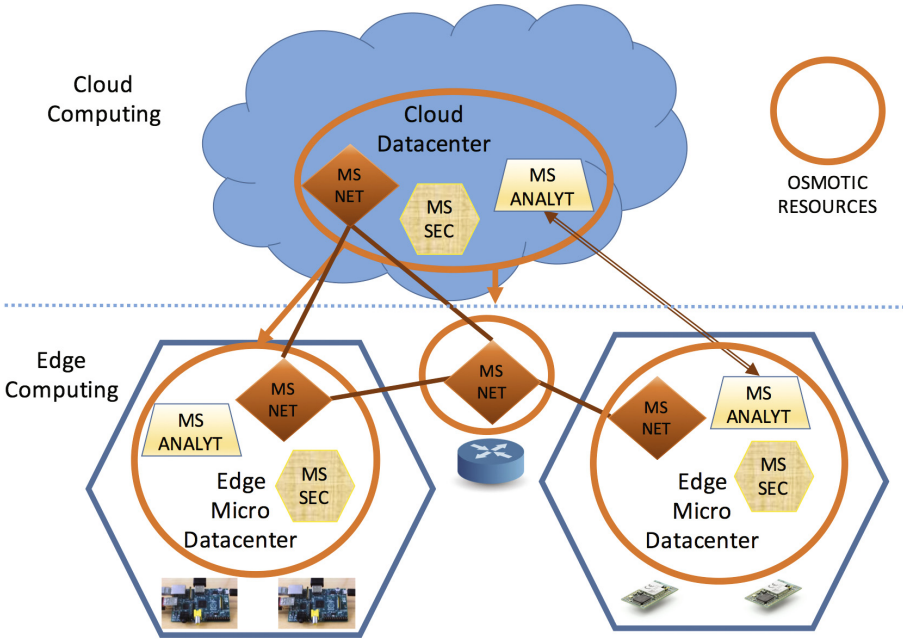 Cloud
Computing
Cloud
Datacenter
MS
NET
MS
SEC
MS
ANALYT
OSMOTIC
RESOURCES
Edge
Computing
MS
ANALYT
MS
NET
MS
SEC
Edge
Micro
Datacenter
MS
NET
MS
NET
MS
ANALYT
MS
SEC
Edge
Micro
Datacenter